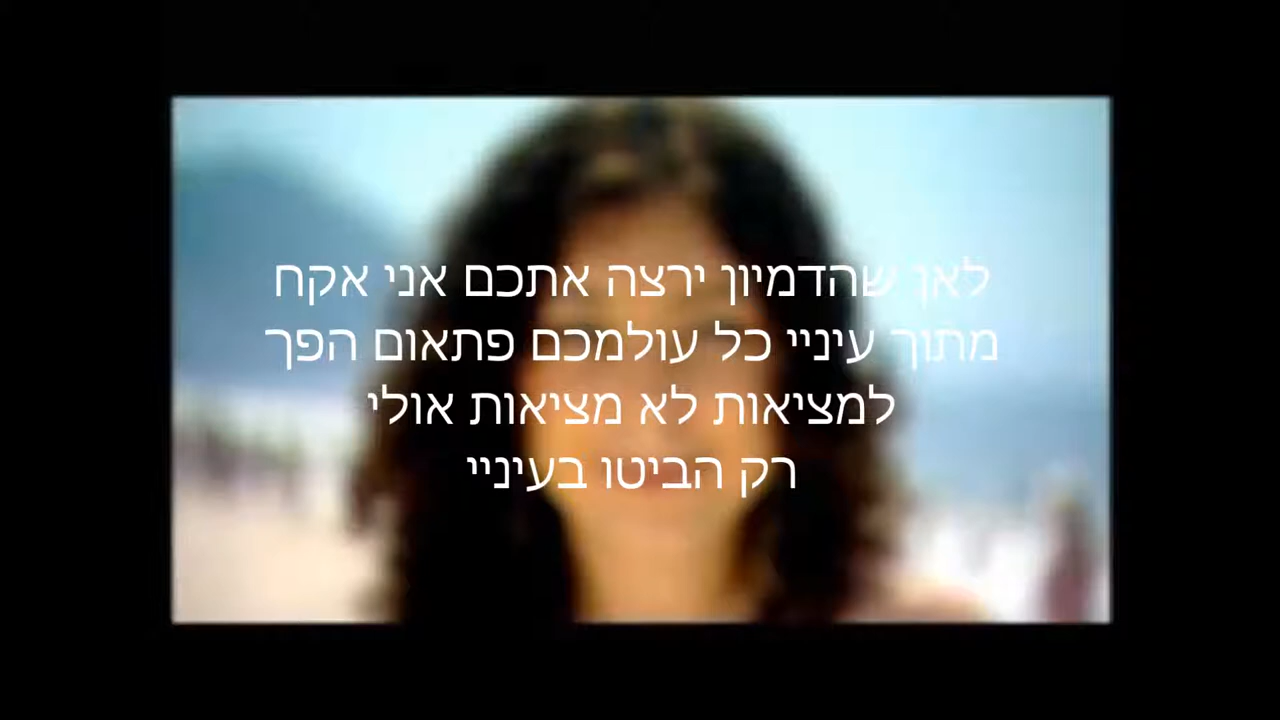 לאן שהדמיון ירצה אתכם אני אקח
מתוך עיניי כל עולמכם פתאום הפך
למציאות לא מציאות אולי
רק הביטו בעיניי